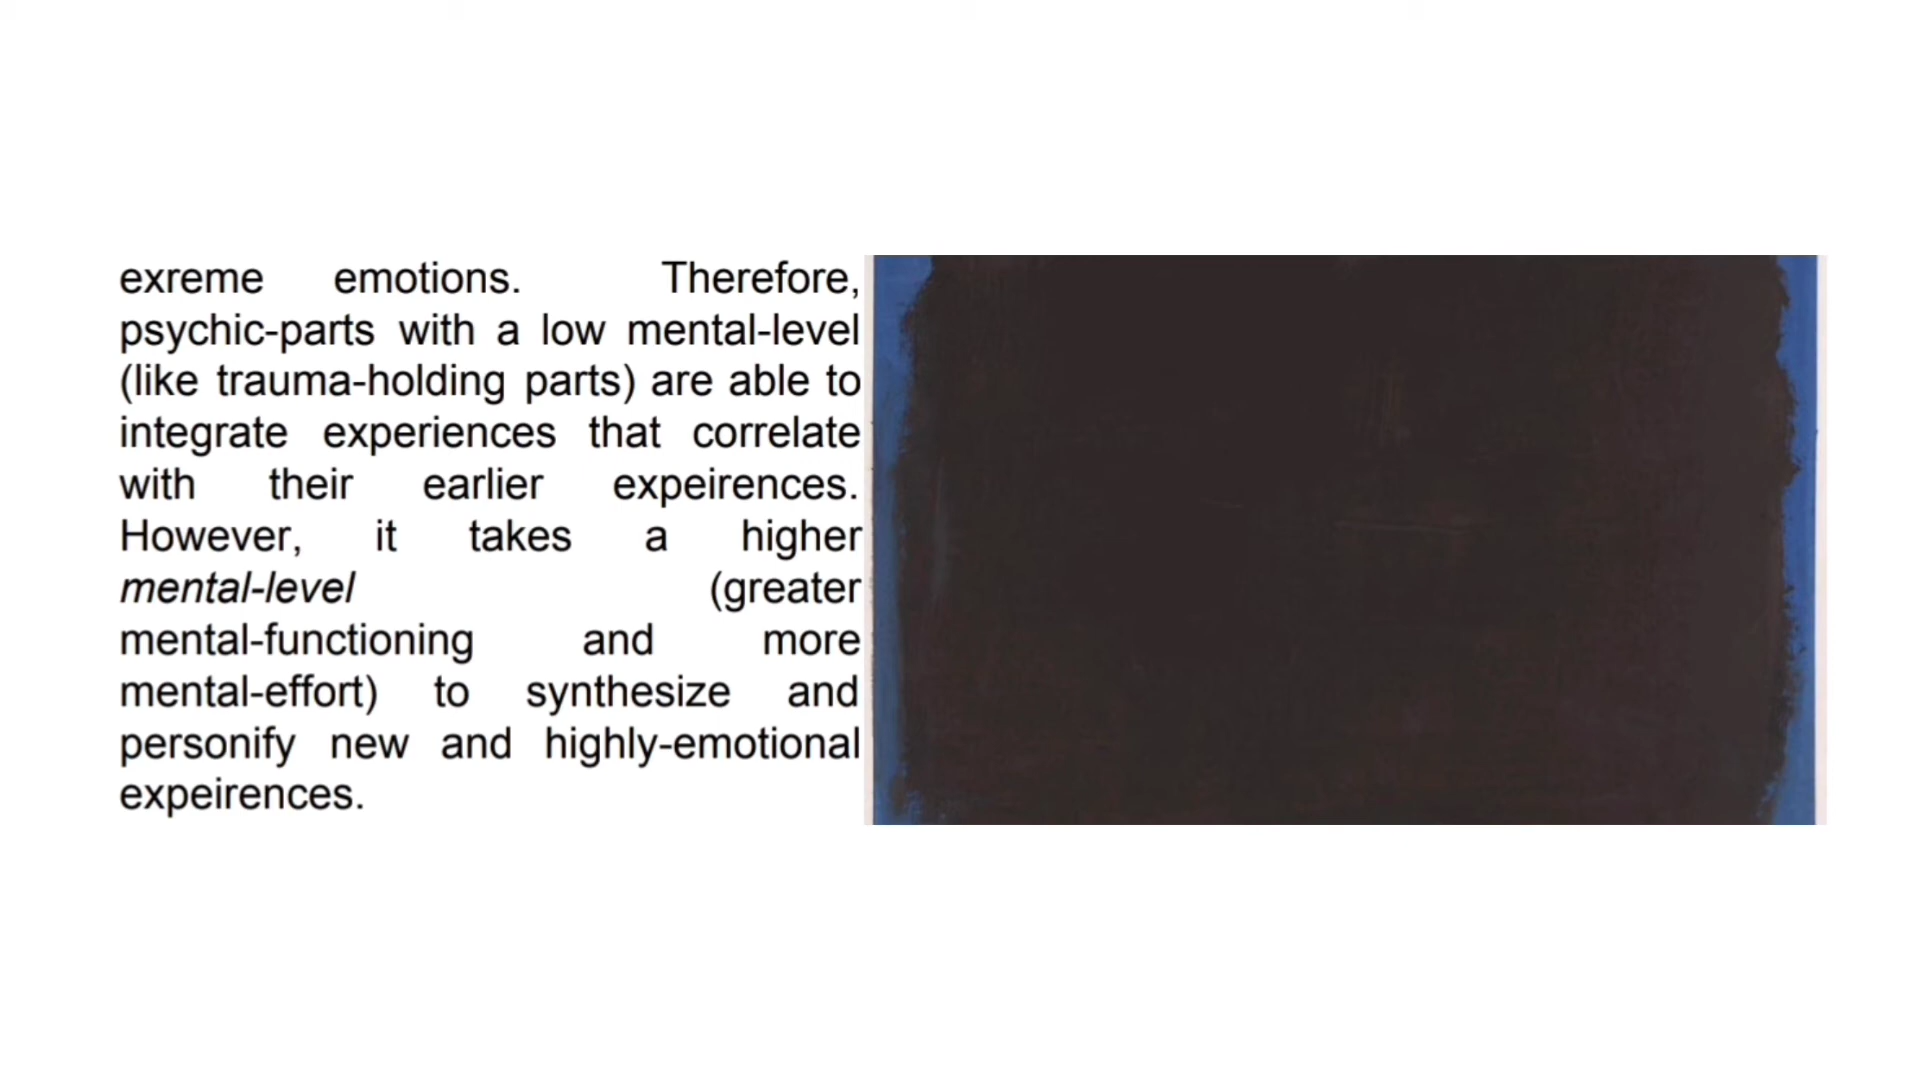 exreme emotions. Therefore,
psychic-parts with a low mental-level
(like trauma-holding parts) are able to
integrate experiences that correlate
with their earlier expeirences.
However, it takes a higher
mental-level (greater
mental-functioning and more
mental-effort) to synthesize and
personify new and highly-emotional
expeirences.